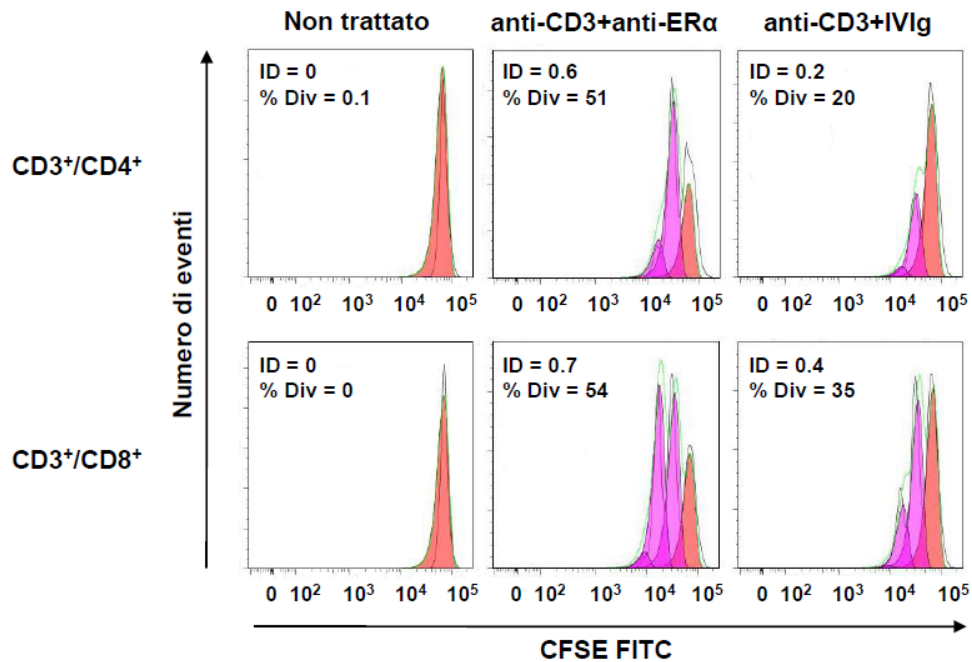 Non trattato anti-CD3+anti-ERα anti-CD3+IVIg
CD3⁺/CD4⁺
ID = 0
% Div = 0.1
ID = 0.6
% Div = 51
ID = 0.2
% Div = 20
0 10² 10³ 10⁴ 10⁵
0 10² 10³ 10⁴ 10⁵
0 10² 10³ 10⁴ 10⁵
Numero di eventi
CD3⁺/CD8⁺
ID = 0
% Div = 0
ID = 0.7
% Div = 54
ID = 0.4
% Div = 35
0 10² 10³ 10⁴ 10⁵
0 10² 10³ 10⁴ 10⁵
0 10² 10³ 10⁴ 10⁵
CFSE FITC